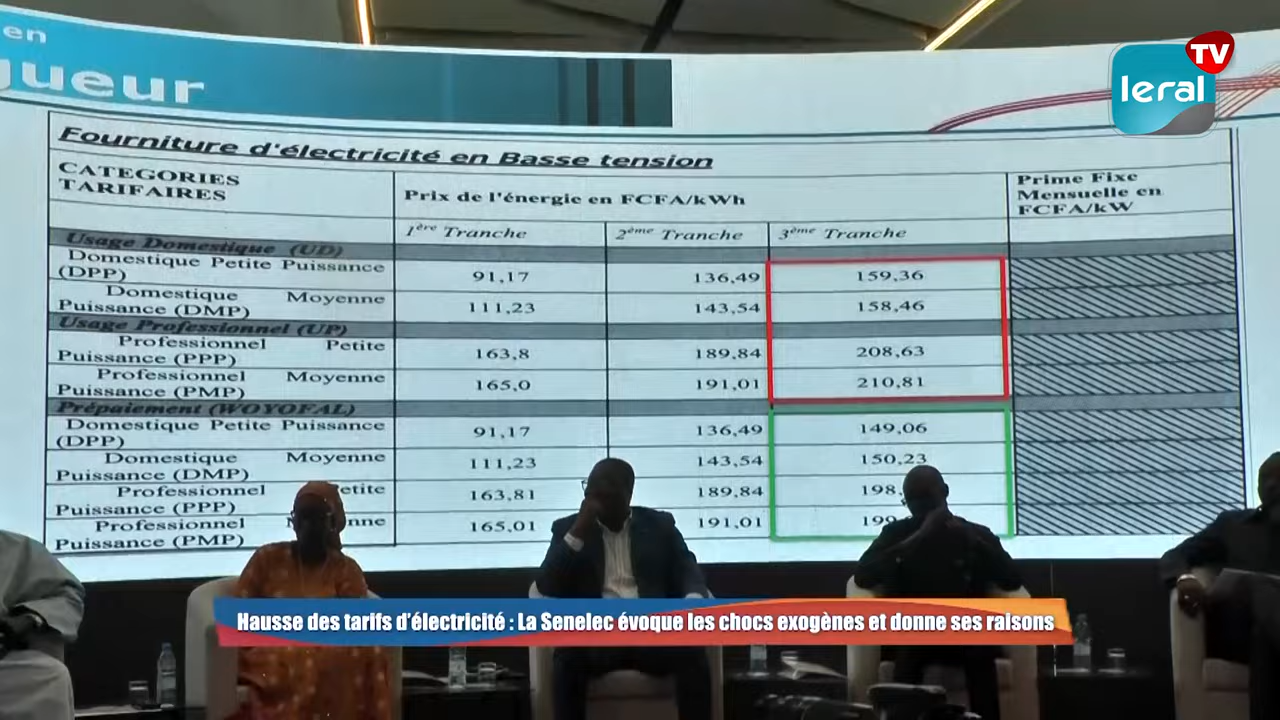 en
gueur
TV
leral
Fourniture d'électricité en Basse tension
CATEGORIES
TARIFAIRES
Prix de l'énergie en FCFA/kWh
Prime Fixe
Mensuelle en
FCFA/kW
1ère Tranche 2ème Tranche 3ème Tranche
Usage Domestique (UD)
Domestique Petite Puissance
(DPP) 91,17 136,49 159,36
Domestique Moyenne
Puissance (DMP) 111,23 143,54 158,46
Usage Professionnel (UP)
Professionnel Petite
Puissance (PPP) 163,8 189,84 208,63
Professionnel Moyenne
Puissance (PMP) 165,0 191,01 210,81
Prépaiement (WOYOFAL)
Domestique Petite Puissance
(DPP) 91,17 136,49 149,06
Domestique Moyenne
Puissance (DMP) 111,23 143,54 150,23
Professionnel etite
Puissance (PPP) 163,81 189,84 198,
Professionnel M enne
Puissance (PMP) 165,01 191,01 199
Hausse des tarifs d'électricité : La Senelec évoque les chocs exogènes et donne ses raisons